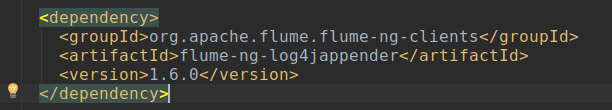 <dependency>
<groupId>org.apache.flume.flume-ng-clients</groupId>
<artifactId>flume-ng-log4jappender</artifactId>
<version>1.6.0</version>
</dependency>